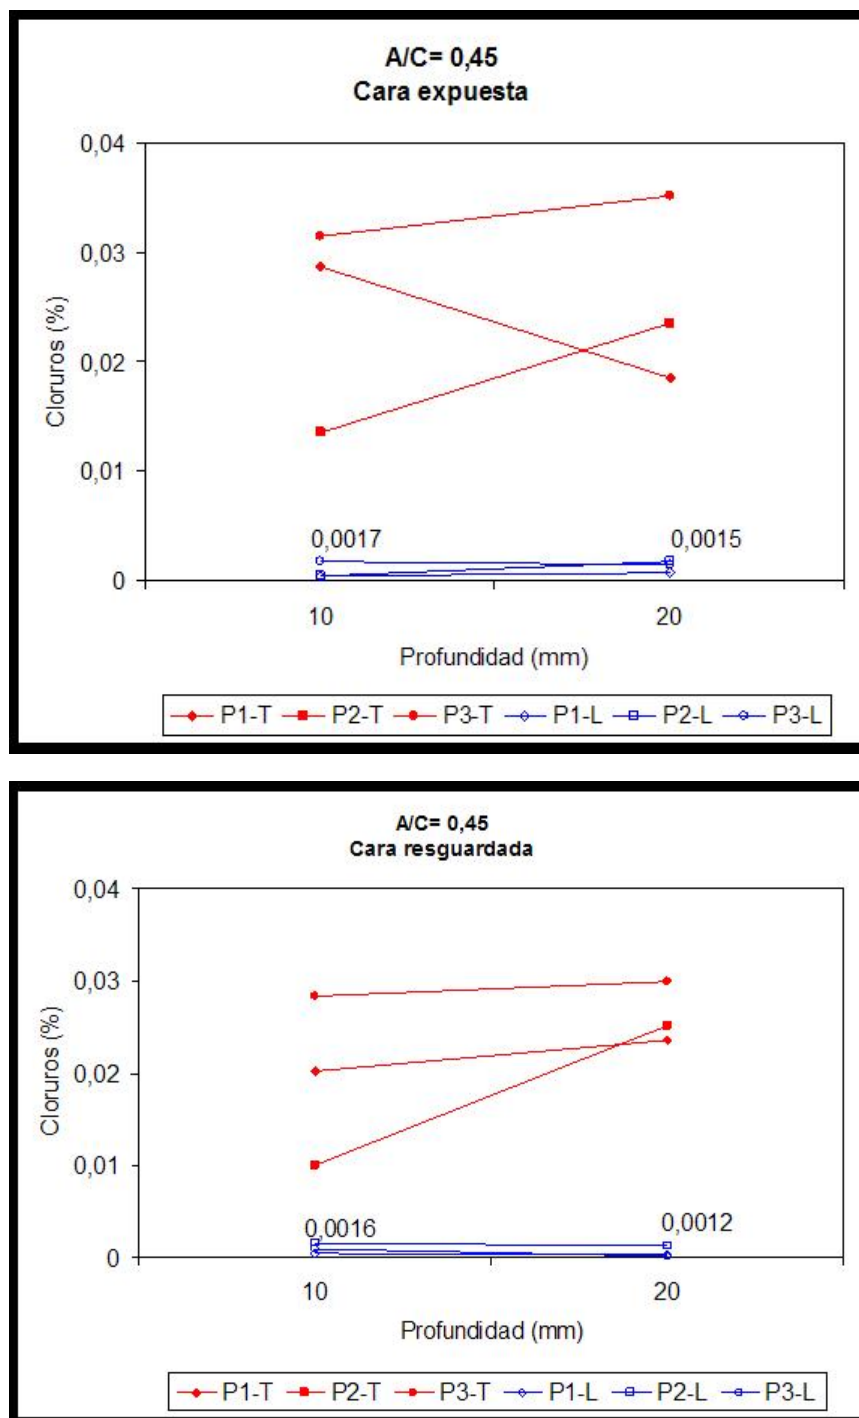 A/C= 0,45
Cara expuesta
0,04
0,03
0,02
0,01
0
Cloruros (%)
0,0017
0,0015
10
20
Profundidad (mm)
P1-T P2-T P3-T P1-L P2-L P3-L
A/C= 0,45
Cara resguardada
0,04
0,03
0,02
0,01
0
Cloruros (%)
0,0016
0,0012
10
20
Profundidad (mm)
P1-T P2-T P3-T P1-L P2-L P3-L